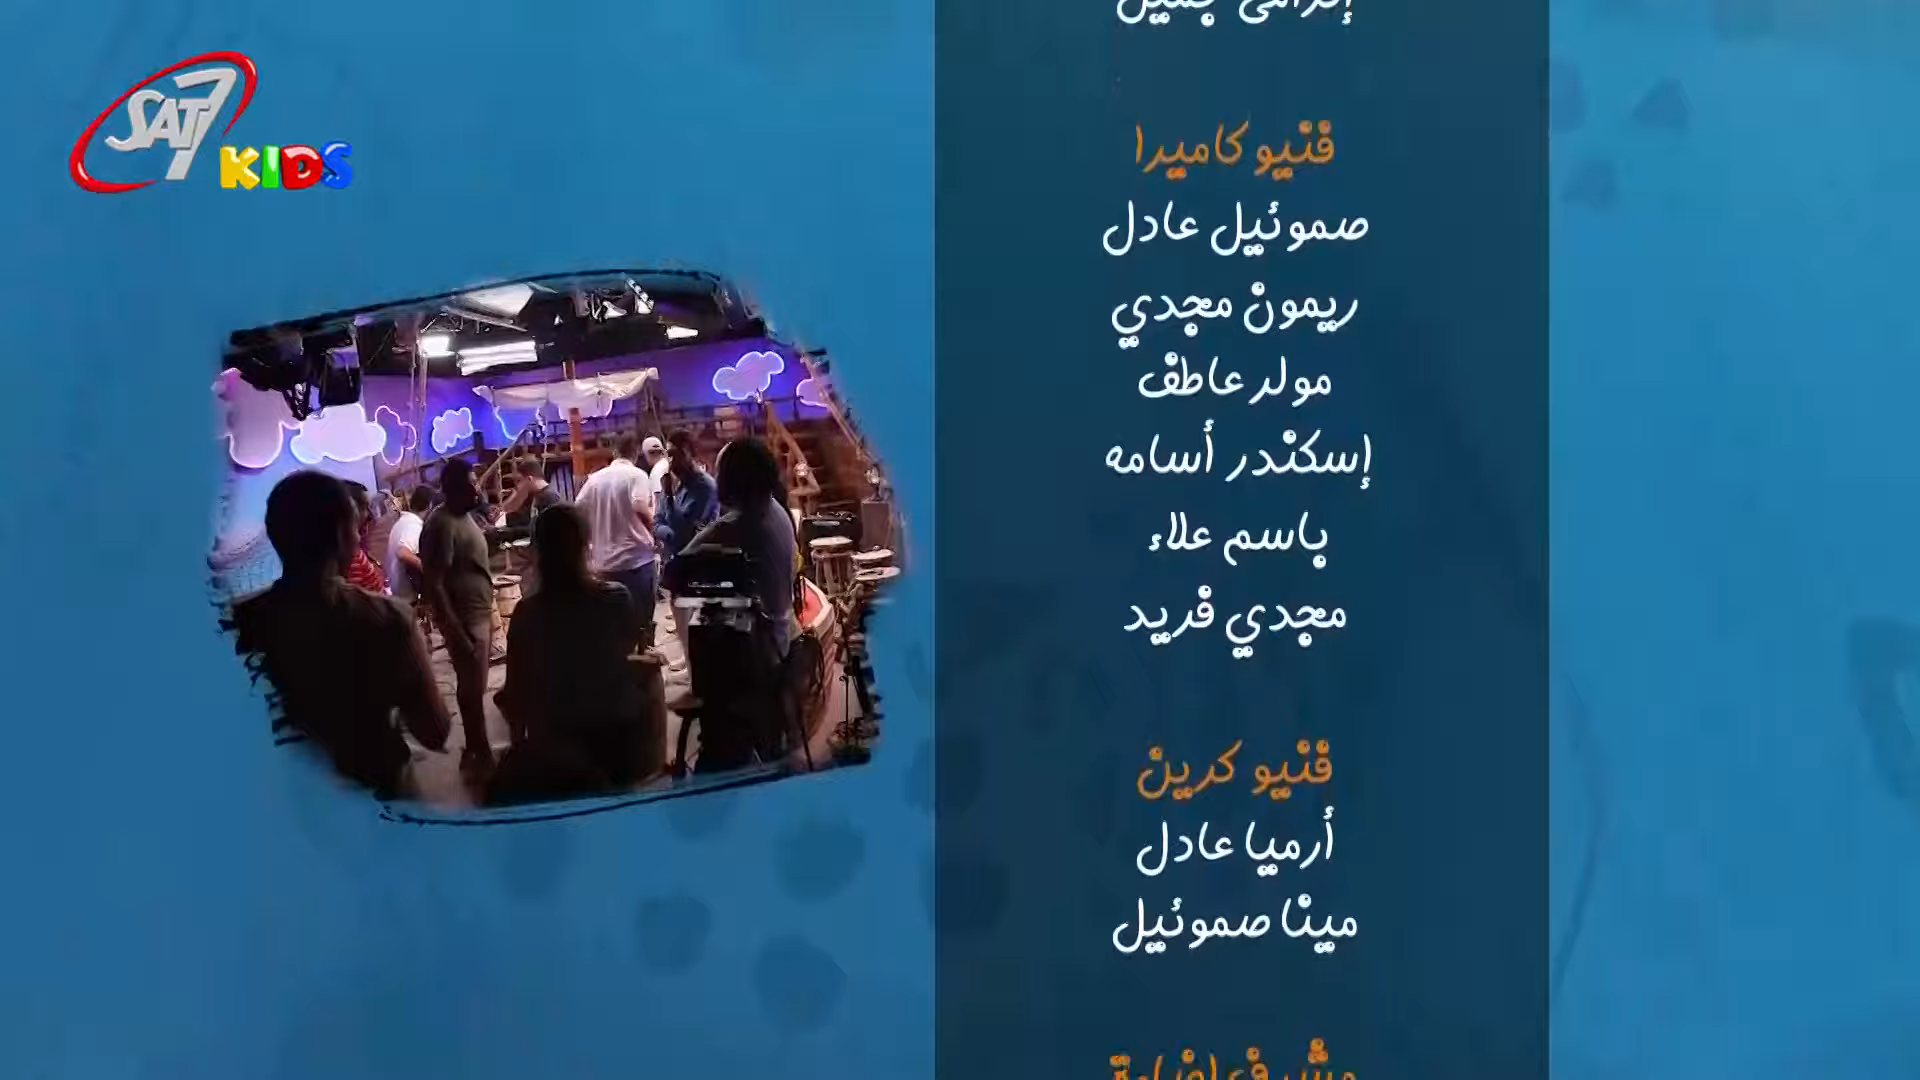 SAT7
KIDS
فنيو كاميرا
صموئيل عادل
ريمون مجدي
مولر عاطف
إسكندر أسامه
باسم علاء
مجدي فريد
فنيو كرين
أرميا عادل
مينا صموئيل